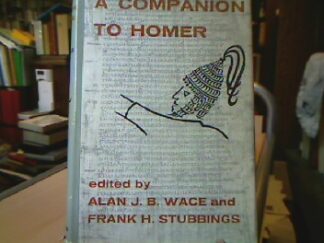 A COMPANION
TO HOMER
edited by
ALAN J. B. WACE and
FRANK H. STUBBINGS